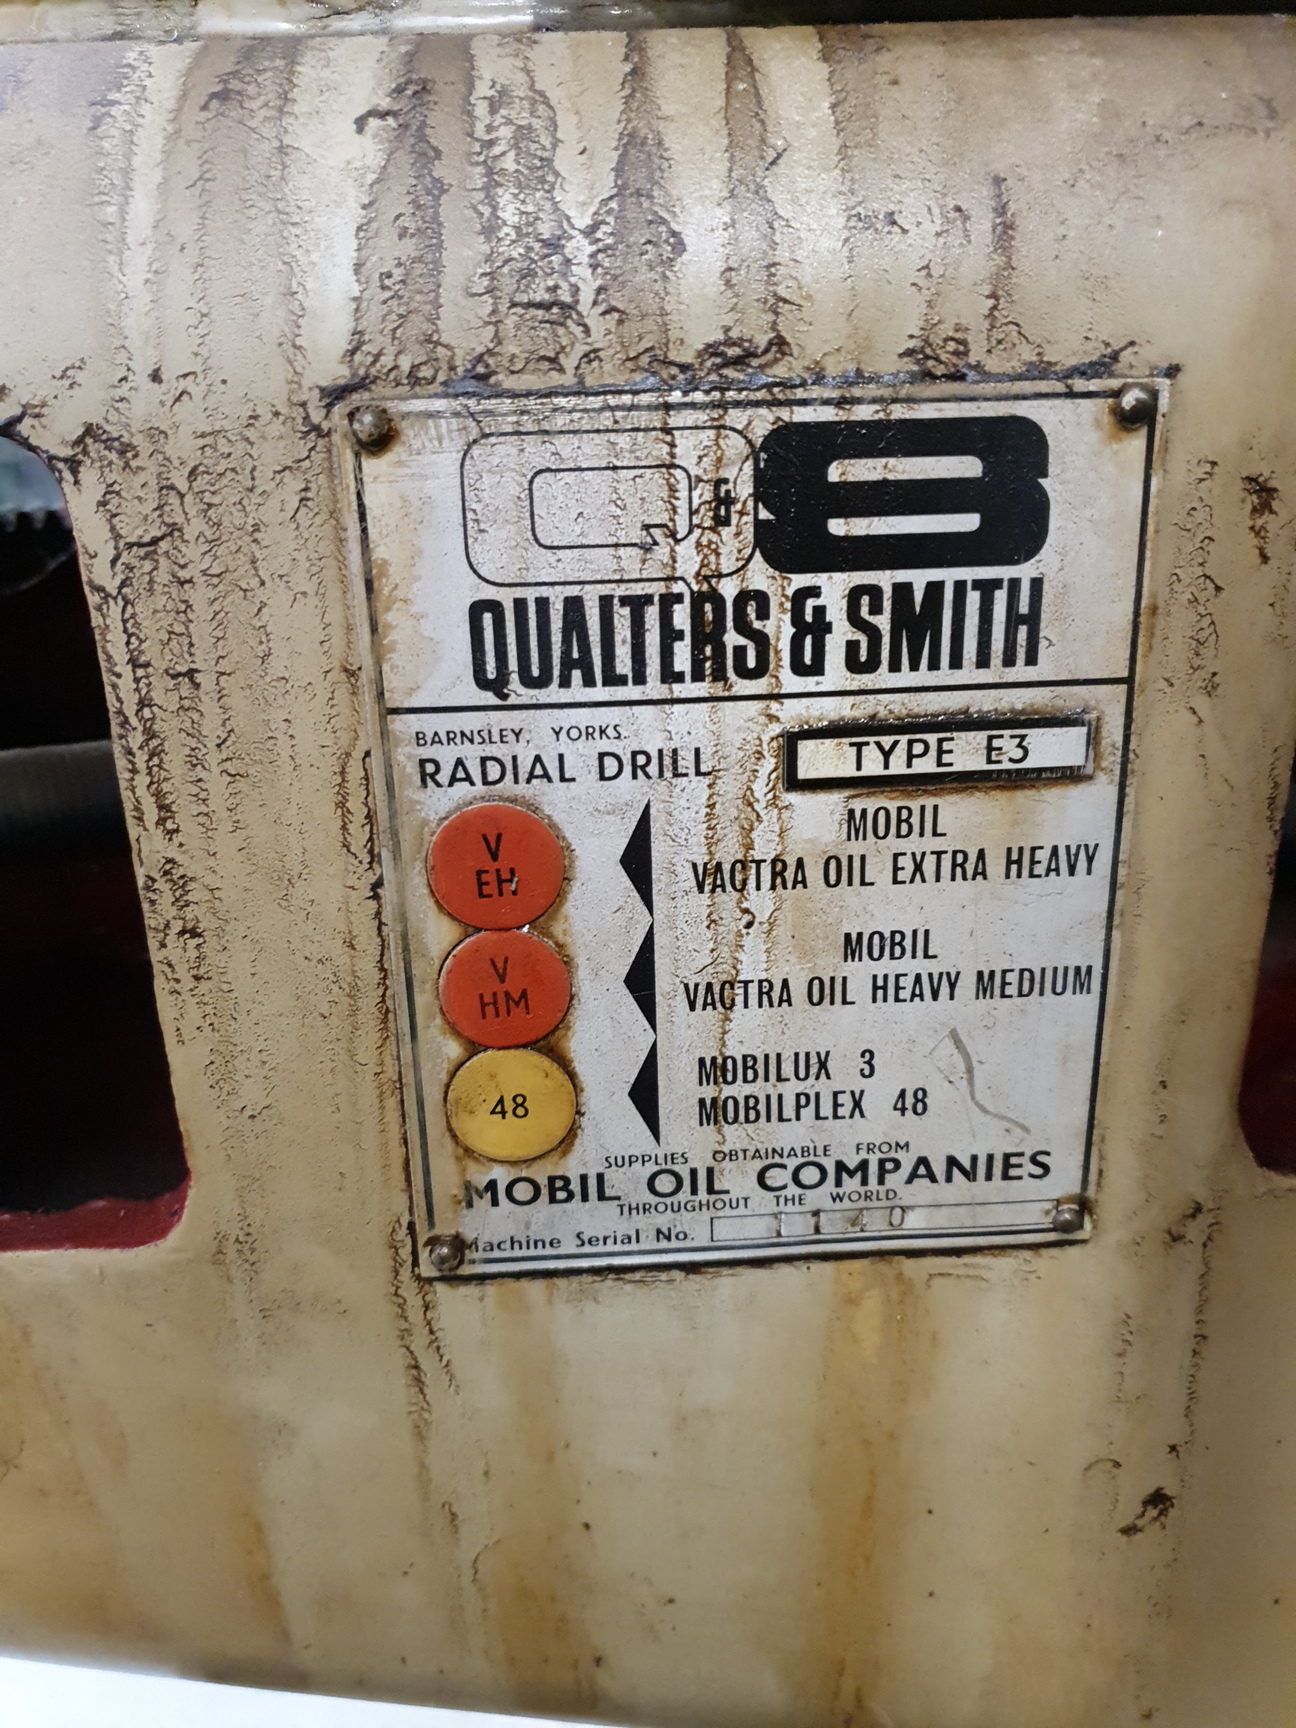 Q & S
QUALTERS & SMITH
BARNSLEY, YORKS.
RADIAL DRILL
TYPE E3
V
EH
MOBIL
VACTRA OIL EXTRA HEAVY
V
HM
MOBIL
VACTRA OIL HEAVY MEDIUM
48
MOBILUX 3
MOBILPLEX 48
SUPPLIES OBTAINABLE FROM
MOBIL OIL COMPANIES
THROUGHOUT THE WORLD.
Machine Serial No. 1140